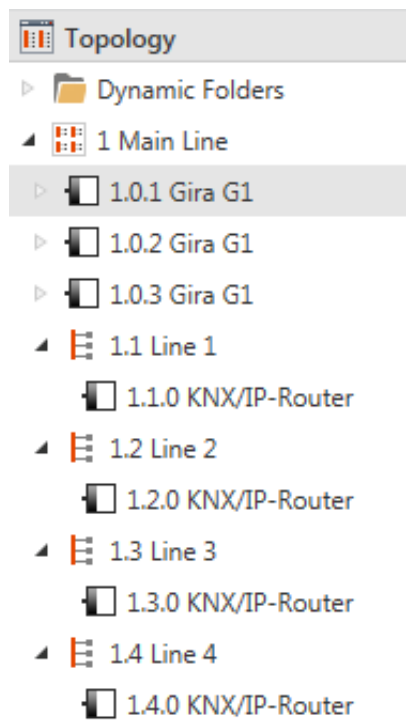 Topology
Dynamic Folders
1 Main Line
1.0.1 Gira G1
1.0.2 Gira G1
1.0.3 Gira G1
1.1 Line 1
1.1.0 KNX/IP-Router
1.2 Line 2
1.2.0 KNX/IP-Router
1.3 Line 3
1.3.0 KNX/IP-Router
1.4 Line 4
1.4.0 KNX/IP-Router